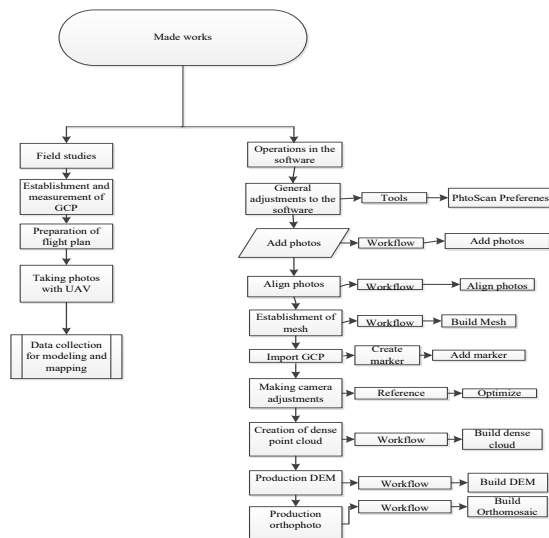 Made works
Field studies
Establishment and
measurement of
GCP
Preparation of
flight plan
Taking photos
with UAV
Data collection
for modeling and
mapping
Operations in the
software
General
adjustments to the
software
Tools
PhtoScan Preferenes
Add photos
Workflow
Add photos
Align photos
Workflow
Align photos
Establishment of
mesh
Workflow
Build Mesh
Import GCP
Create
marker
Add marker
Making camera
adjustments
Reference
Optimize
Creation of dense
point cloud
Workflow
Build dense
cloud
Production DEM
Workflow
Build DEM
Production
orthophoto
Workflow
Build
Orthomosaic